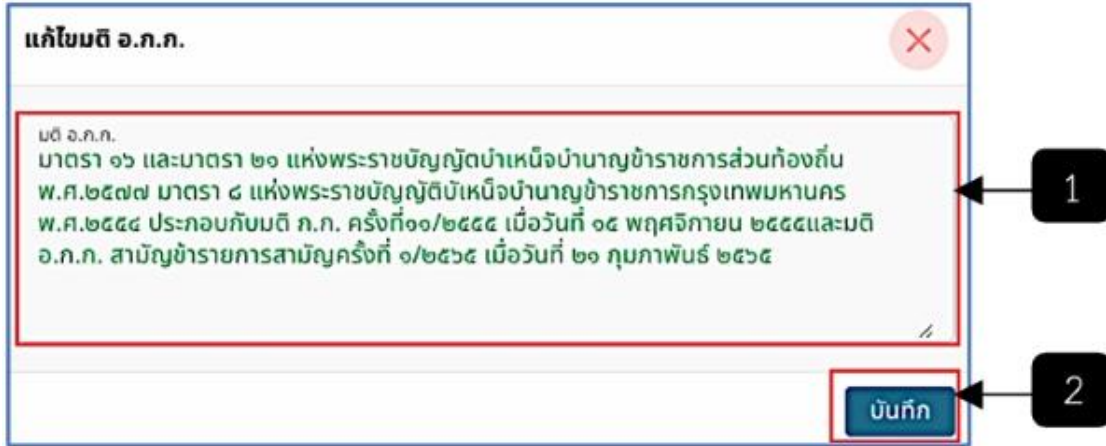 แก้ไขมติ อ.ก.ก.
มติ อ.ก.ก.
มาตรา ๑๖ และมาตรา ๒๑ แห่งพระราชบัญญัตบำเหน็จบำนาญข้าราชการส่วนท้องถิ่น
พ.ศ.๒๕๗๗ มาตรา ๘ แห่งพระราชบัญญัติบัเหน็จบำนาญข้าราชการกรุงเทพมหานคร
พ.ศ.๒๕๕๔ ประกอบกับมติ ก.ก. ครั้งที่๑๑/๒๕๕๕ เมื่อวันที่ ๑๕ พฤศจิกายน ๒๕๕๕และมติ
อ.ก.ก. สามัญข้ารายการสามัญครั้งที่ ๑/๒๕๖๕ เมื่อวันที่ ๒๑ กุมภาพันธ์ ๒๕๖๕
1
บันทึก
2